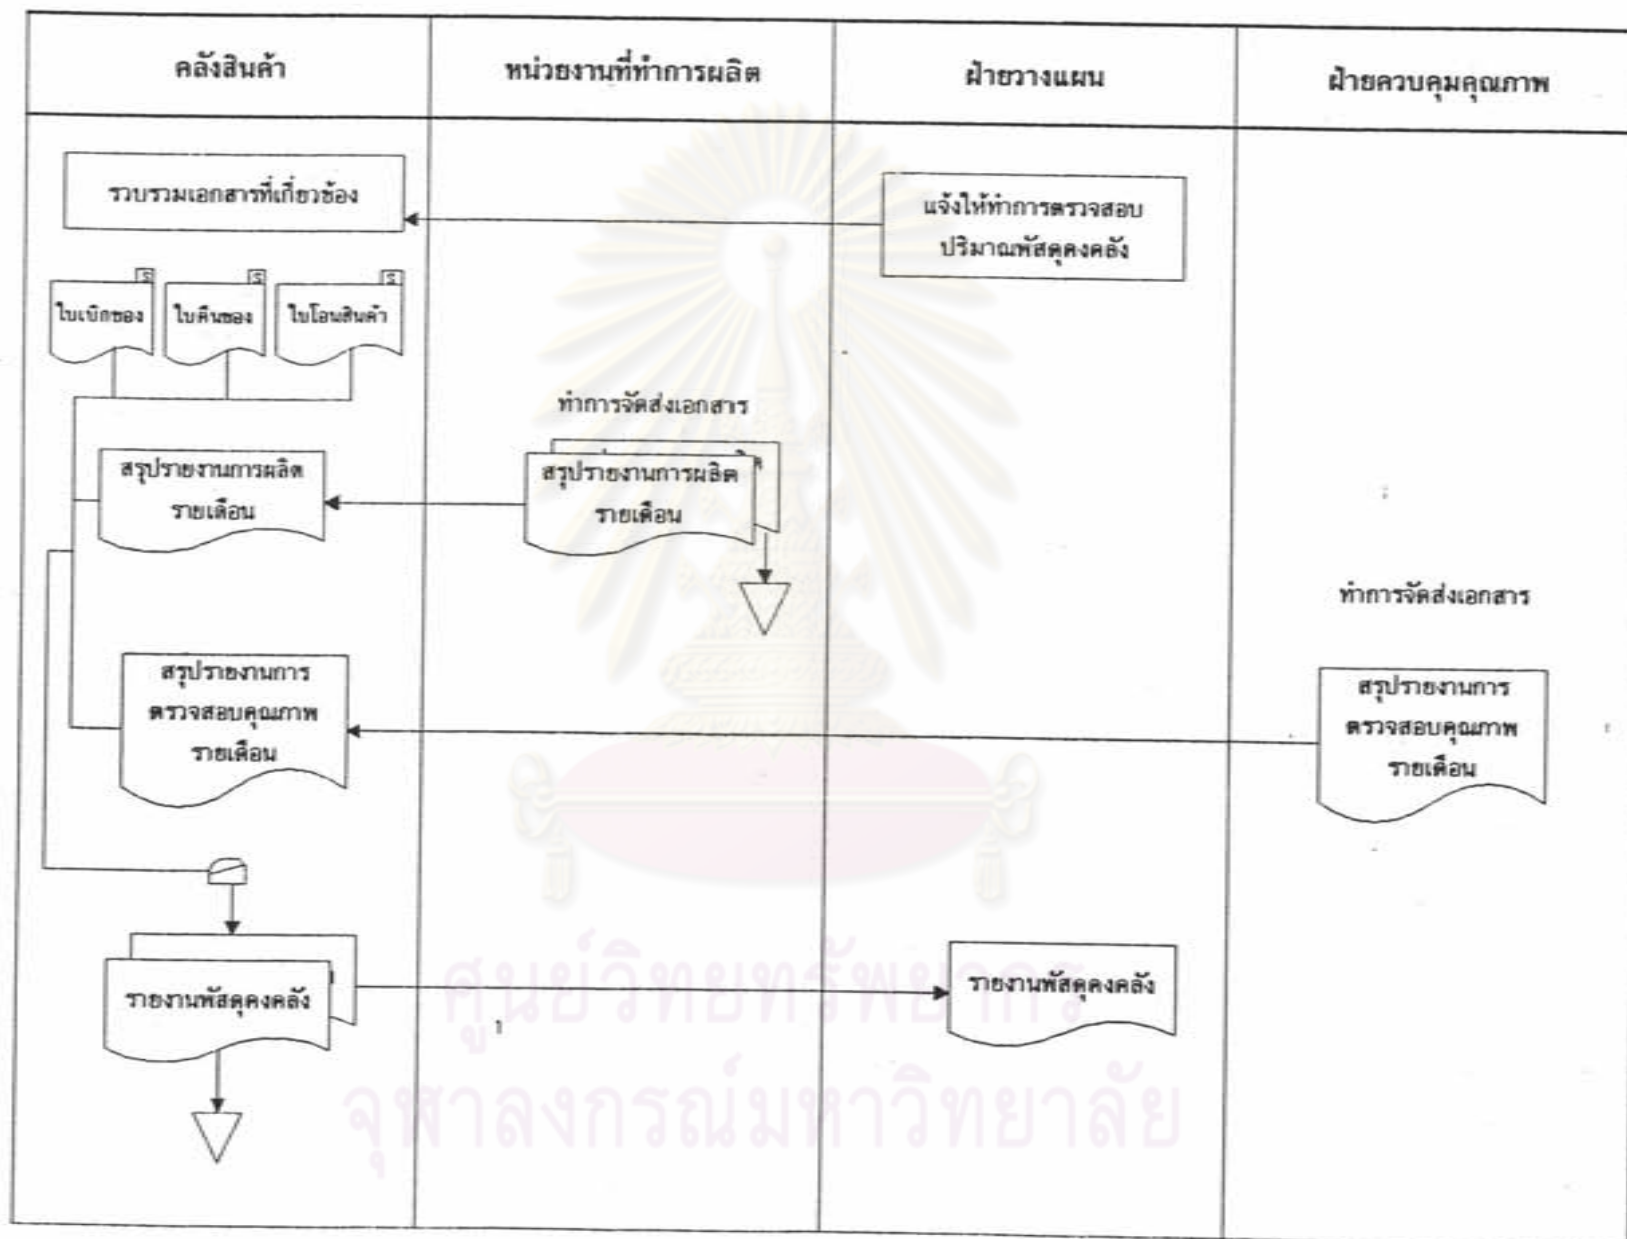 คลังสินค้า
หน่วยงานที่ทำการผลิต
ฝ่ายวางแผน
ฝ่ายควบคุมคุณภาพ
รวบรวมเอกสารที่เกี่ยวข้อง
แจ้งให้ทำการตรวจสอบ
ปริมาณพัสดุคงคลัง
S
S
S
ใบเบิกของ
ใบคืนของ
ใบโอนสินค้า
ทำการจัดส่งเอกสาร
สรุปรายงานการผลิต
รายเดือน
สรุปรายงานการผลิต
รายเดือน
ทำการจัดส่งเอกสาร
สรุปรายงานการ
ตรวจสอบคุณภาพ
รายเดือน
สรุปรายงานการ
ตรวจสอบคุณภาพ
รายเดือน
รายงานพัสดุคงคลัง
รายงานพัสดุคงคลัง
1
ศูนย์วิทยทรัพยากร
จุฬาลงกรณ์มหาวิทยาลัย